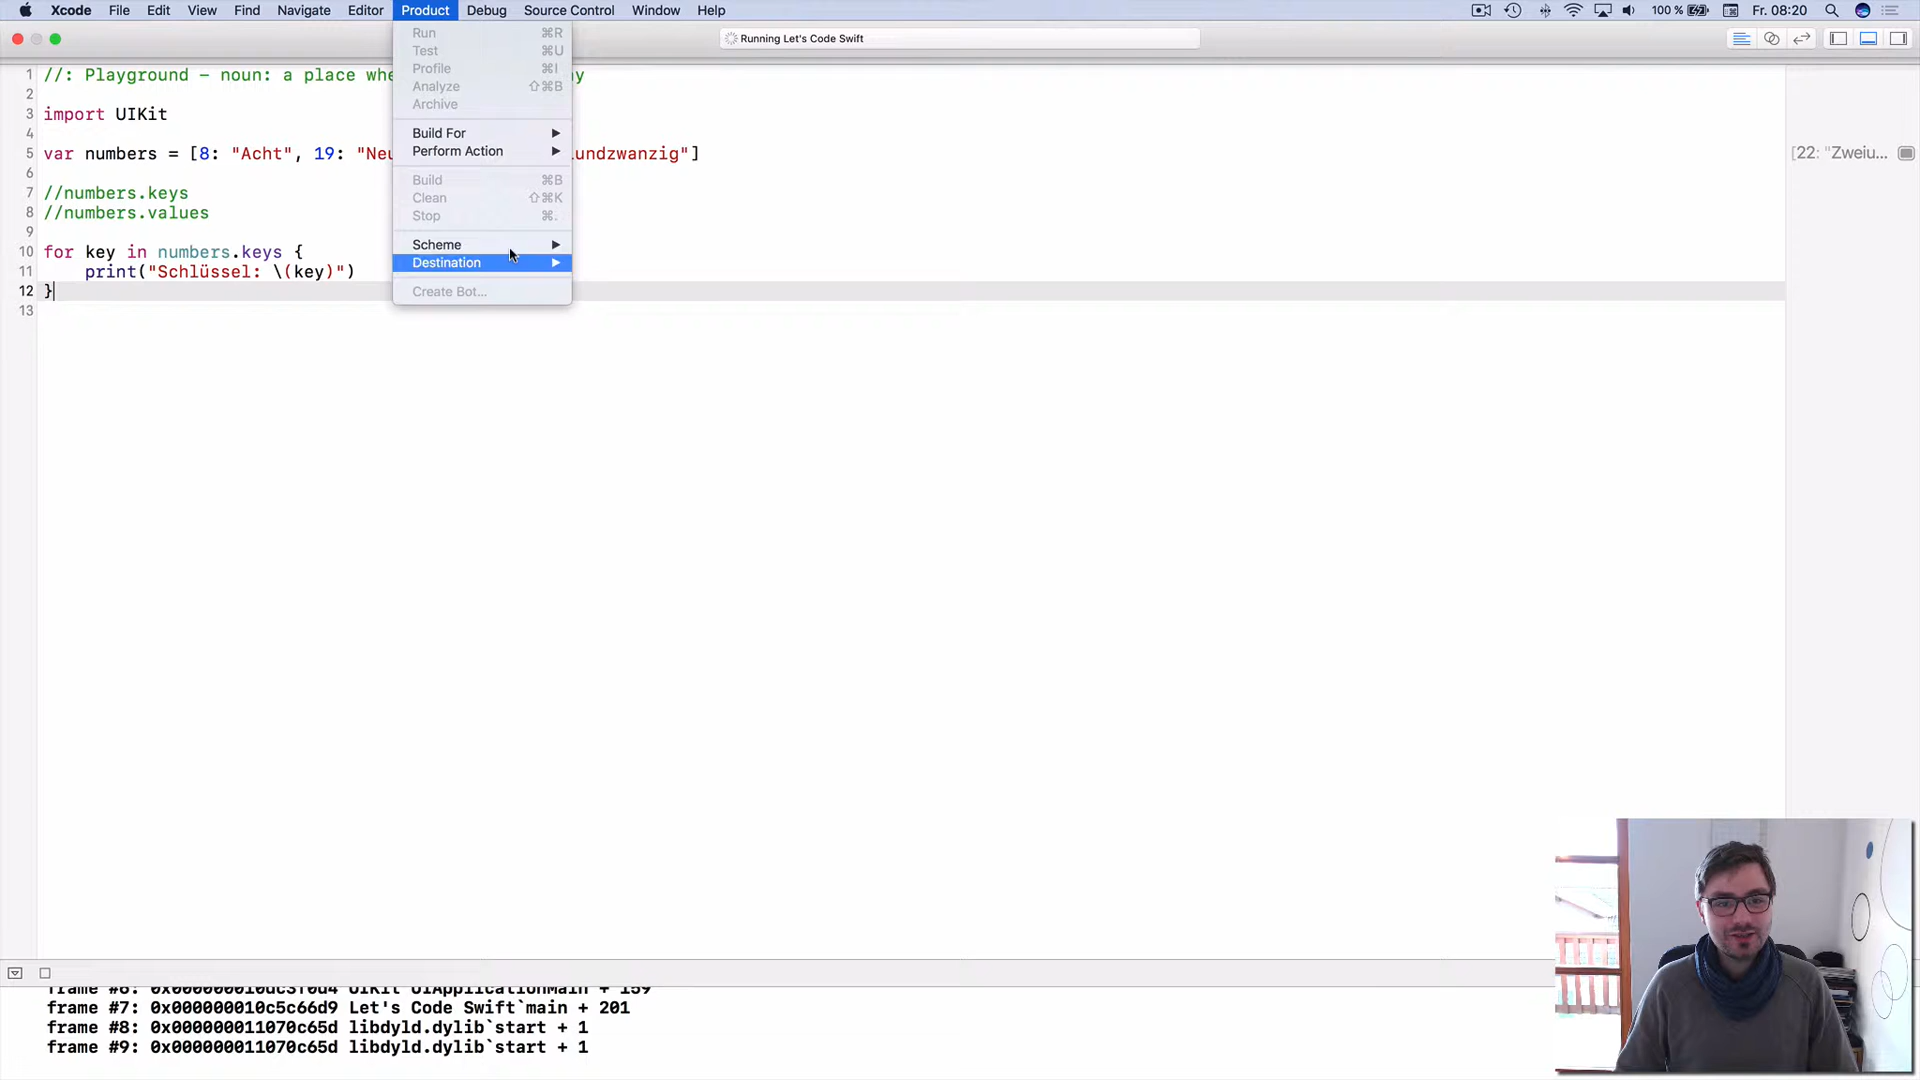 Xcode File Edit View Find Navigate Editor Product Debug Source Control Window Help 100 % Fr. 08:20
Running Let's Code Swift
Run ⌘R
Test ⌘U
Profile ⌘I
Analyze ⇧⌘B
Archive
Build For ▶
Perform Action ▶
Build ⌘B
Clean ⇧⌘K
Stop ⌘.
Scheme ▶
Destination ▶
Create Bot...
1 //: Playground – noun: a place
2
3 import UIKit
4
5 var numbers = [8: "Acht", 19: undzwanzig"]
[22: "Zweiu...
6
7 //numbers.keys
8 //numbers.values
9
10 for key in numbers.keys {
11 print("Schlüssel: \(key)")
12 }
13
frame #7: 0x000000010c5c66d9 Let's Code Swift`main + 201
frame #8: 0x000000011070c65d libdyld.dylib`start + 1
frame #9: 0x000000011070c65d libdyld.dylib`start + 1